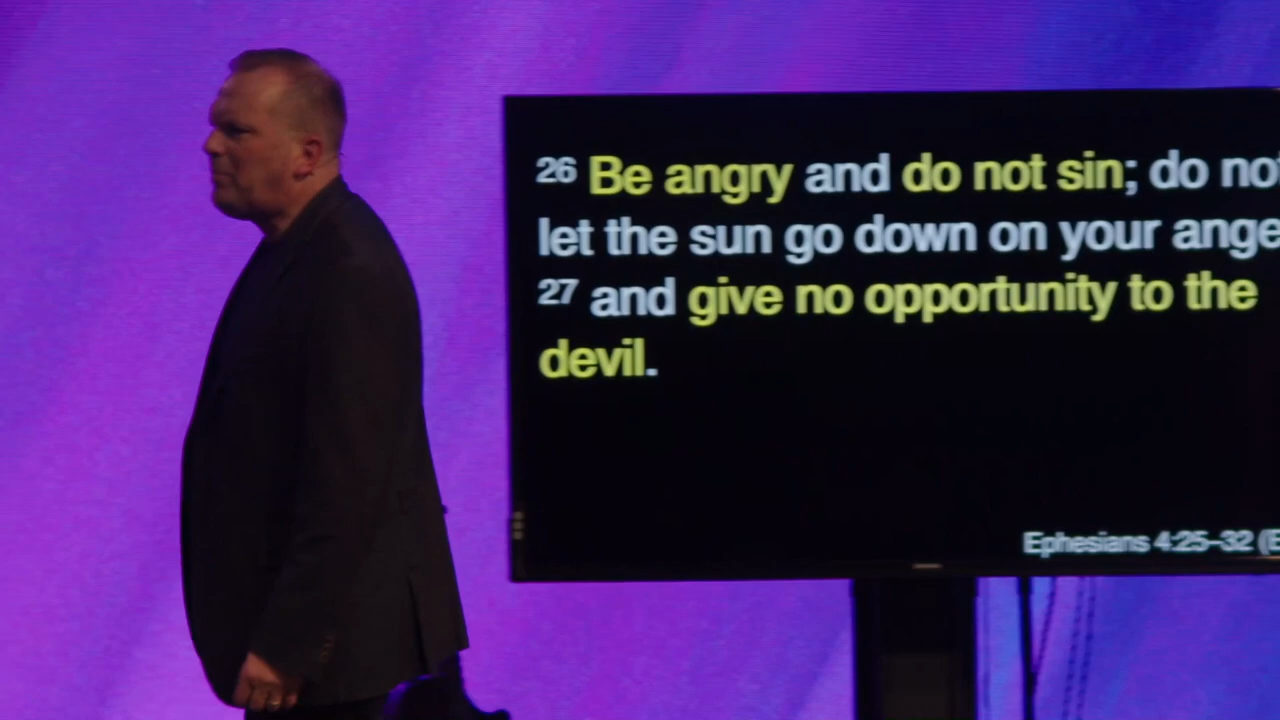 26 Be angry and do not sin; do no
let the sun go down on your ange
27 and give no opportunity to the
devil.
Ephesians 4:25–32 (E